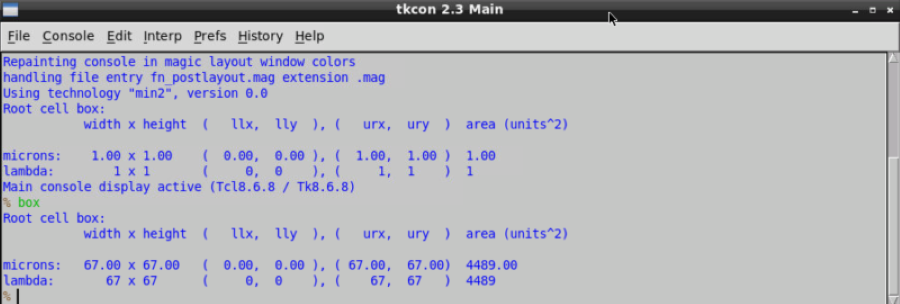 tkcon 2.3 Main
File Console Edit Interp Prefs History Help
Repainting console in magic layout window colors
handling file entry fn_postlayout.mag extension .mag
Using technology "min2", version 0.0
Root cell box:
           width x height  (   llx,  lly  ), (   urx,  ury  )  area (units^2)

microns:    1.00 x 1.00    (  0.00,  0.00 ), (  1.00,  1.00 )  1.00
lambda:        1 x 1       (     0,  0    ), (     1,  1    )  1
Main console display active (Tcl8.6.8 / Tk8.6.8)
% box
Root cell box:
           width x height  (   llx,  lly  ), (   urx,  ury  )  area (units^2)

microns:   67.00 x 67.00   (  0.00,  0.00 ), ( 67.00,  67.00)  4489.00
lambda:       67 x 67      (     0,  0    ), (    67,  67   )  4489
%